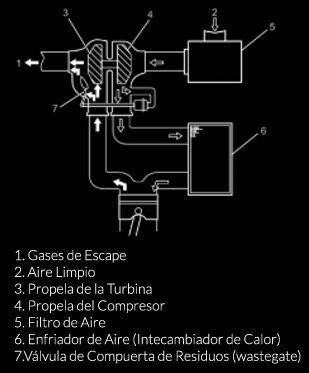 3
4
2
1
5
7
6
1. Gases de Escape
2. Aire Limpio
3. Propela de la Turbina
4. Propela del Compresor
5. Filtro de Aire
6. Enfriador de Aire (Intecambiador de Calor)
7.Válvula de Compuerta de Residuos (wastegate)